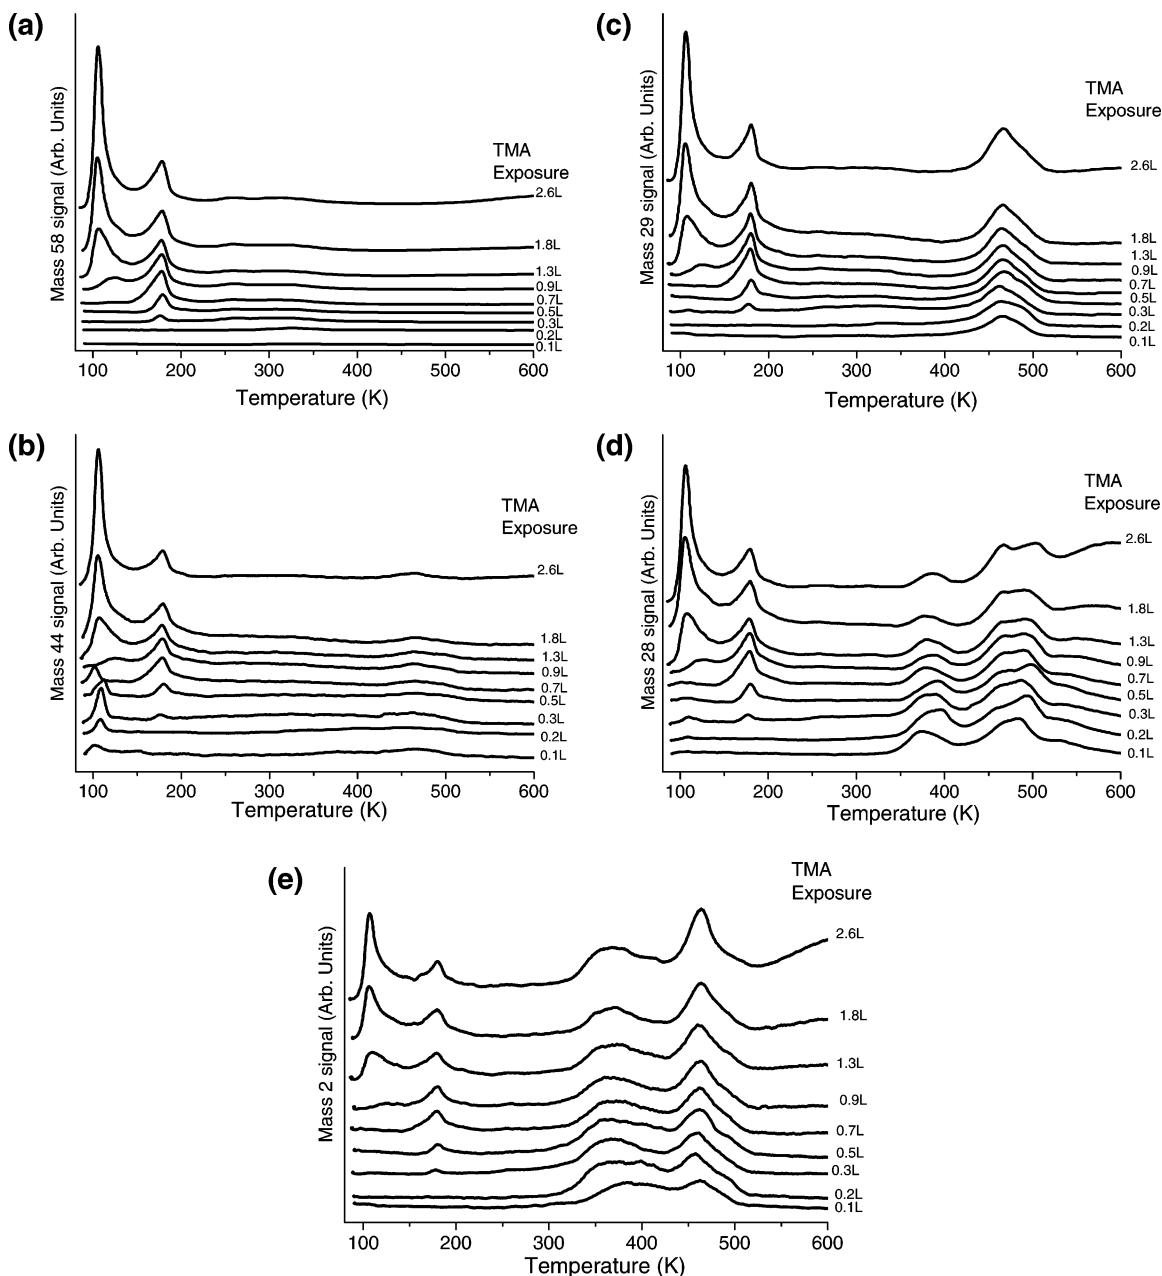 (a)
Mass 58 signal (Arb. Units)
TMA
Exposure
2.6L
1.8L
1.3L
0.9L
0.7L
0.5L
0.3L
0.2L
0.1L
100 200 300 400 500 600
Temperature (K)
(c)
Mass 29 signal (Arb. Units)
TMA
Exposure
2.6L
1.8L
1.3L
0.9L
0.7L
0.5L
0.3L
0.2L
0.1L
100 200 300 400 500 600
Temperature (K)
(b)
Mass 44 signal (Arb. Units)
TMA
Exposure
2.6L
1.8L
1.3L
0.9L
0.7L
0.5L
0.3L
0.2L
0.1L
100 200 300 400 500 600
Temperature (K)
(d)
Mass 28 signal (Arb. Units)
TMA
Exposure
2.6L
1.8L
1.3L
0.9L
0.7L
0.5L
0.3L
0.2L
0.1L
100 200 300 400 500 600
Temperature (K)
(e)
Mass 2 signal (Arb. Units)
TMA
Exposure
2.6L
1.8L
1.3L
0.9L
0.7L
0.5L
0.3L
0.2L
0.1L
100 200 300 400 500 600
Temperature (K)